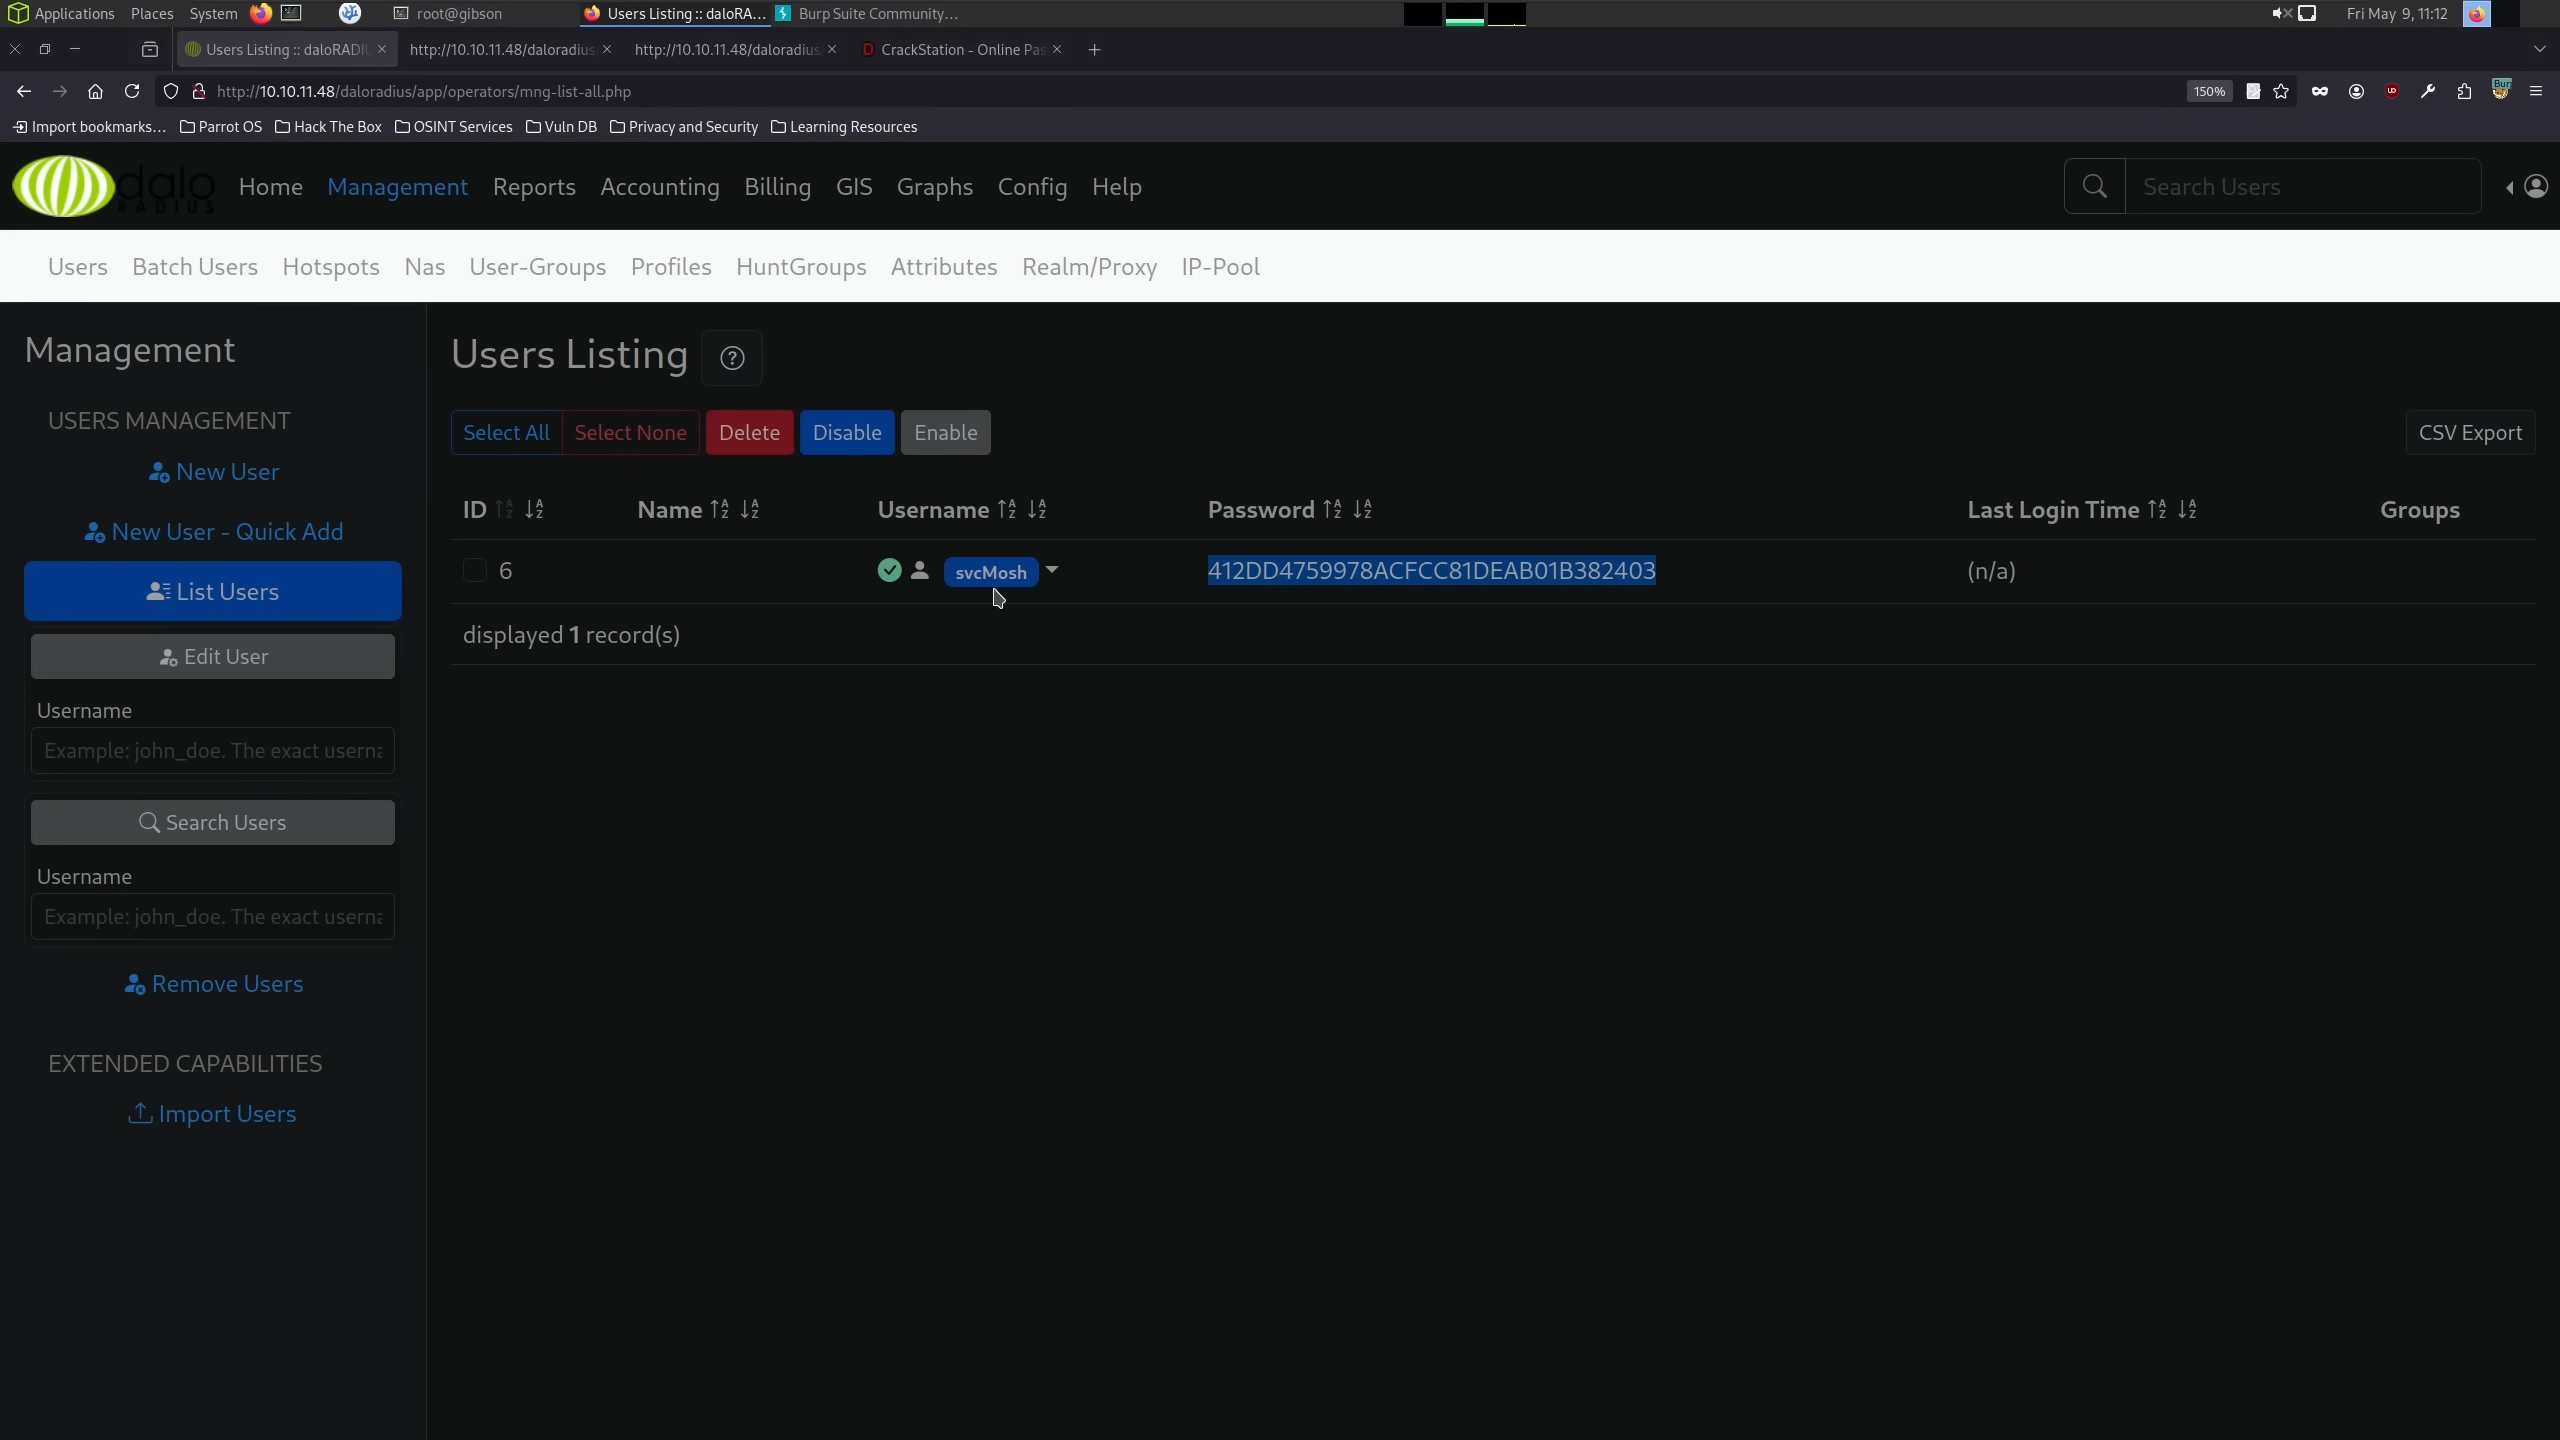 Applications Places System root@gibson Users Listing :: daloRA... Burp Suite Community... Fri May 9, 11:12
Users Listing :: daloRADI http://10.10.11.48/daloradius http://10.10.11.48/daloradius CrackStation - Online Pas
http://10.10.11.48/daloradius/app/operators/mng-list-all.php 150% Burp
Import bookmarks... Parrot OS Hack The Box OSINT Services Vuln DB Privacy and Security Learning Resources
dalo RADIUS Home Management Reports Accounting Billing GIS Graphs Config Help Search Users
Users Batch Users Hotspots Nas User-Groups Profiles HuntGroups Attributes Realm/Proxy IP-Pool
Management
USERS MANAGEMENT
New User
New User - Quick Add
List Users
Edit User
Username
Example: john_doe. The exact userna
Search Users
Username
Example: john_doe. The exact userna
Remove Users
EXTENDED CAPABILITIES
Import Users
Users Listing ?
Select All Select None Delete Disable Enable CSV Export
ID Name Username Password Last Login Time Groups
6 svcMosh 412DD4759978ACFCC81DEAB01B382403 (n/a)
displayed 1 record(s)